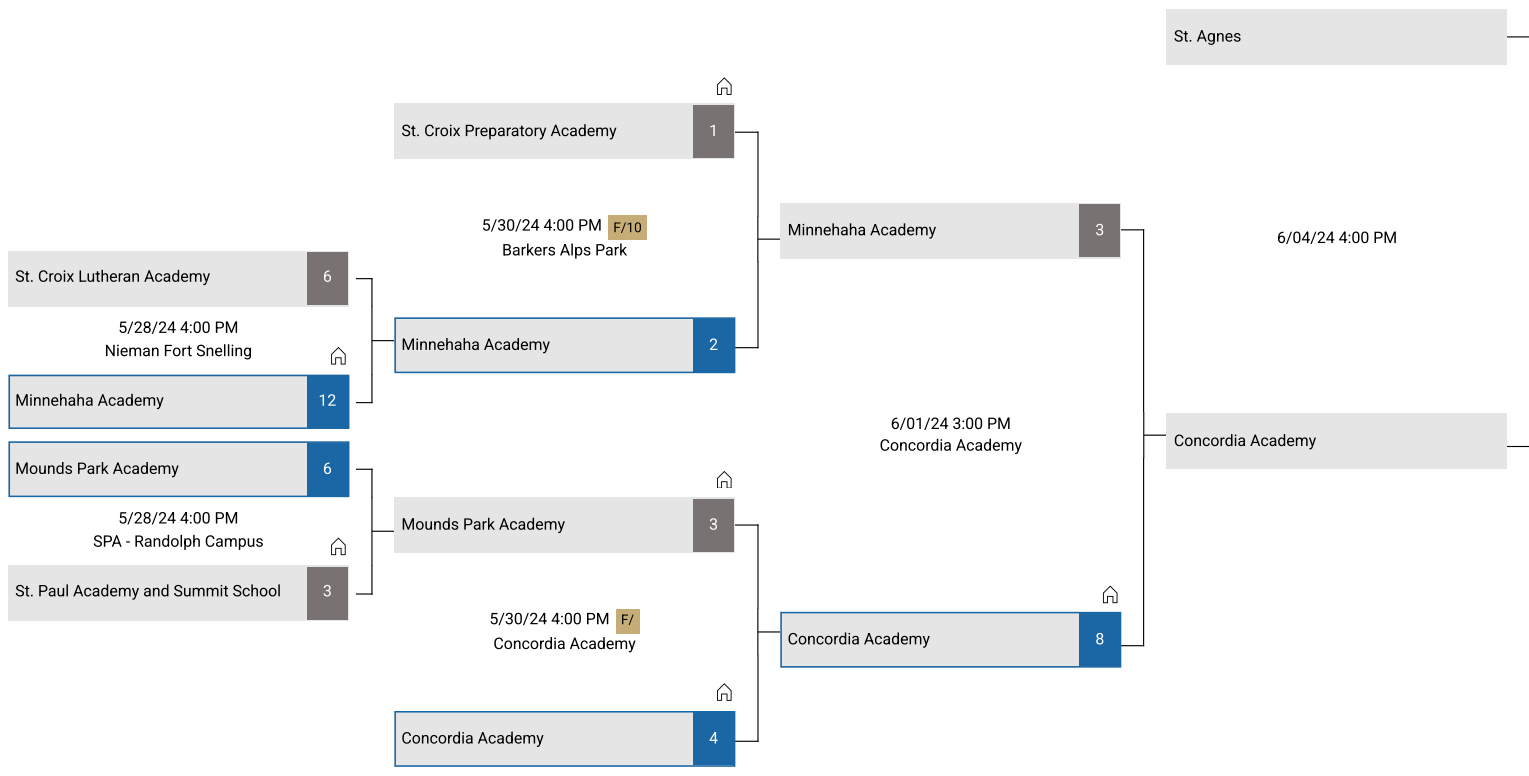 St. Agnes
St. Croix Preparatory Academy 1
5/30/24 4:00 PM F/10
Barkers Alps Park
Minnehaha Academy 3
6/04/24 4:00 PM
St. Croix Lutheran Academy 6
5/28/24 4:00 PM
Nieman Fort Snelling
Minnehaha Academy 2
Minnehaha Academy 12
6/01/24 3:00 PM
Concordia Academy
Concordia Academy
Mounds Park Academy 6
5/28/24 4:00 PM
SPA - Randolph Campus
Mounds Park Academy 3
St. Paul Academy and Summit School 3
5/30/24 4:00 PM F/
Concordia Academy
Concordia Academy 8
Concordia Academy 4